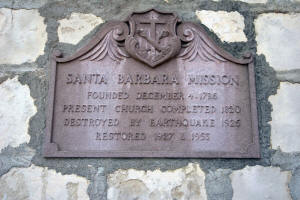 SANTA BARBARA MISSION
FOUNDED DECEMBER 4, 1786
PRESENT CHURCH COMPLETED 1820
DESTROYED BY EARTHQUAKE 1925
RESTORED 1927 & 1953